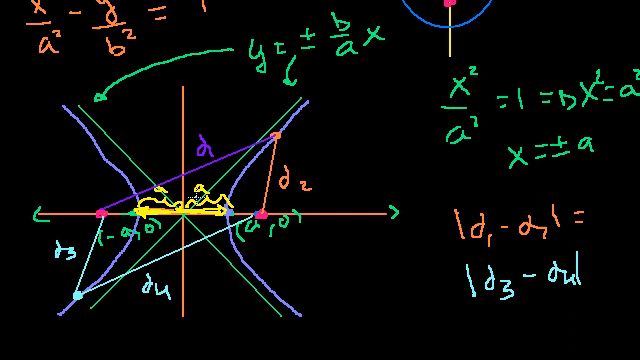 x²/a² - y²/b² = 1
y = ± b/a x
x²/a² = 1 => x² = a²
x = ± a
d₁
a a
d₂
(-a,0) (a,0)
d₃
d₄
|d₁ - d₂| =
|d₃ - d₄|